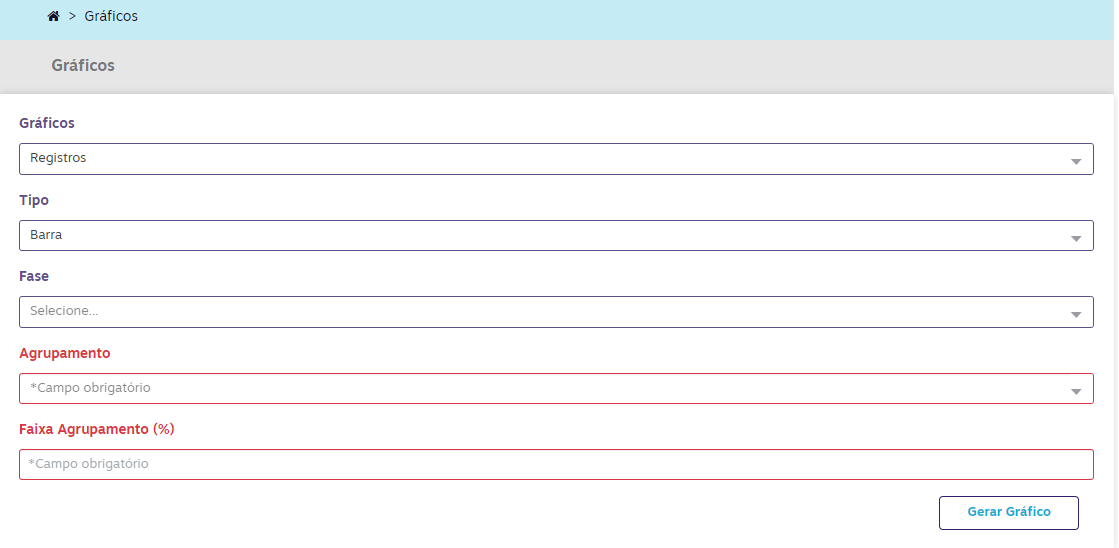 > Gráficos
Gráficos
Gráficos
Registros
Tipo
Barra
Fase
Selecione...
Agrupamento
*Campo obrigatório
Faixa Agrupamento (%)
*Campo obrigatório
Gerar Gráfico